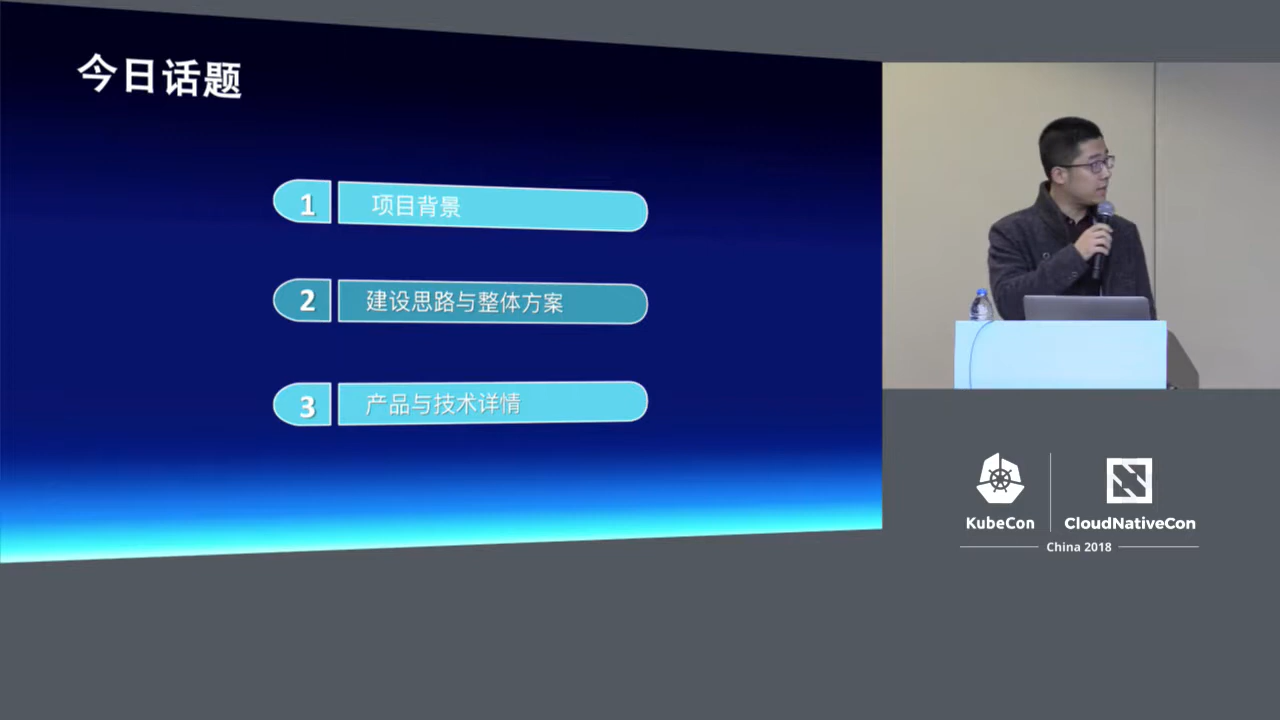 今日话题
1 项目背景
2 建设思路与整体方案
3 产品与技术详情
KubeCon
CloudNativeCon
China 2018